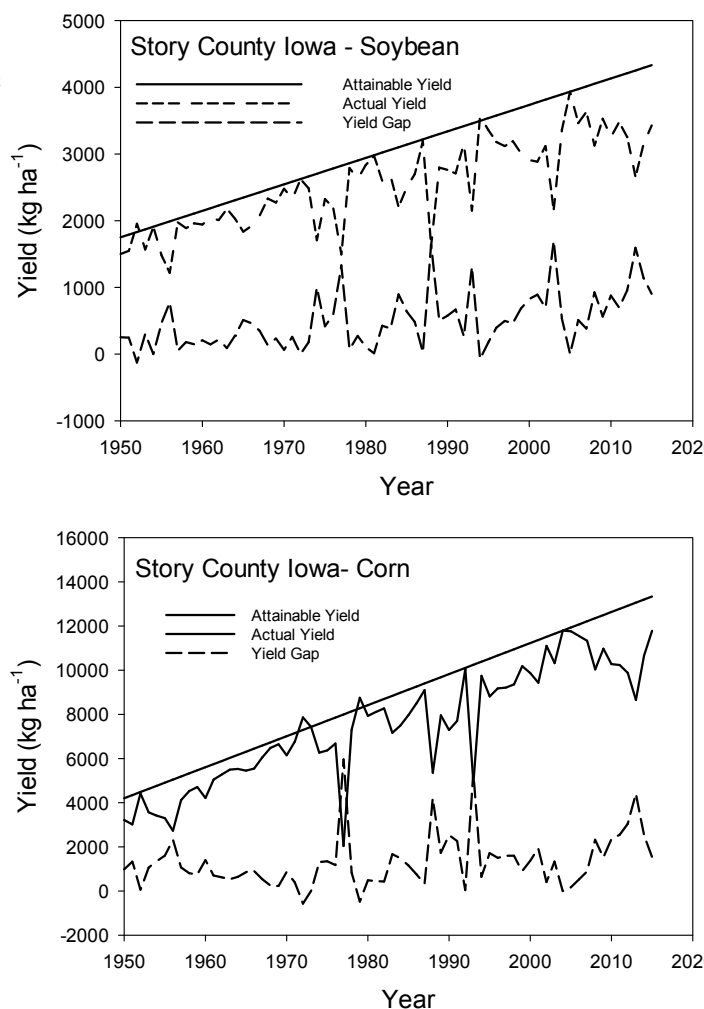 Story County Iowa - Soybean
Attainable Yield
Actual Yield
Yield Gap
Yield (kg ha⁻¹)
5000
4000
3000
2000
1000
0
-1000
1950 1960 1970 1980 1990 2000 2010 202
Year
Story County Iowa- Corn
Attainable Yield
Actual Yield
Yield Gap
Yield (kg ha⁻¹)
16000
14000
12000
10000
8000
6000
4000
2000
0
-2000
1950 1960 1970 1980 1990 2000 2010 202
Year